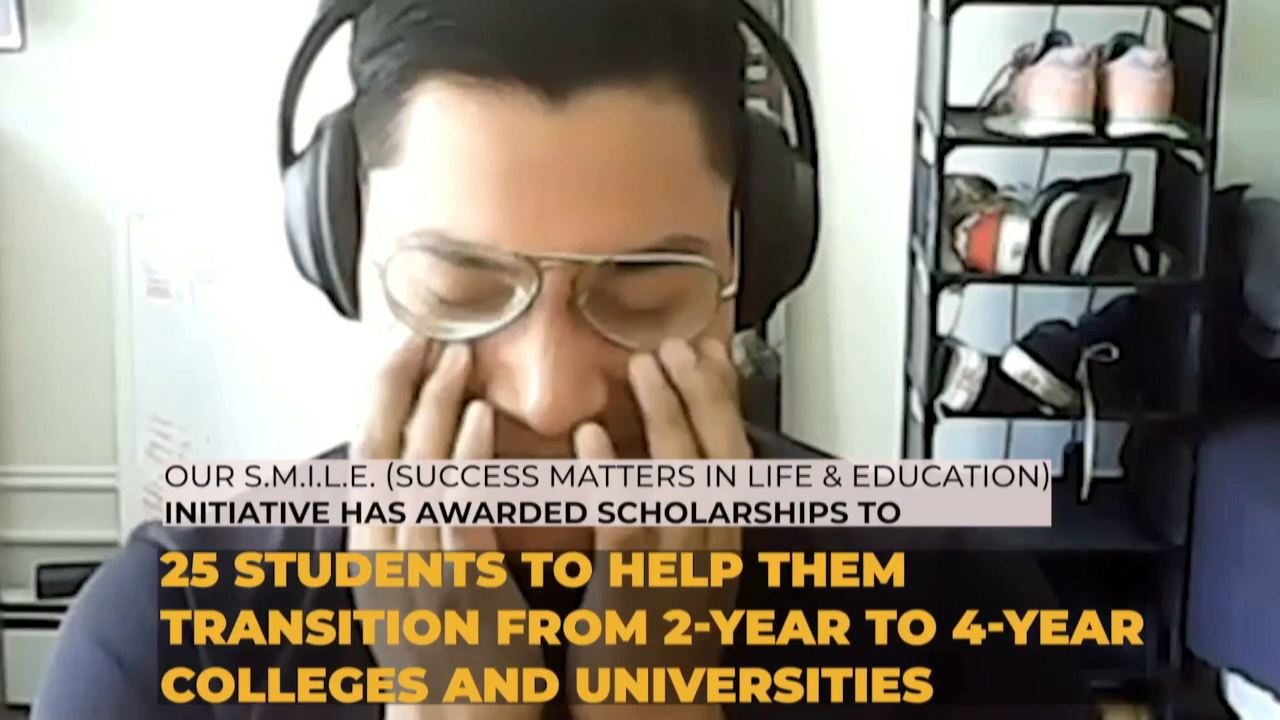 OUR S.M.I.L.E. (SUCCESS MATTERS IN LIFE & EDUCATION)
INITIATIVE HAS AWARDED SCHOLARSHIPS TO
25 STUDENTS TO HELP THEM
TRANSITION FROM 2-YEAR TO 4-YEAR
COLLEGES AND UNIVERSITIES